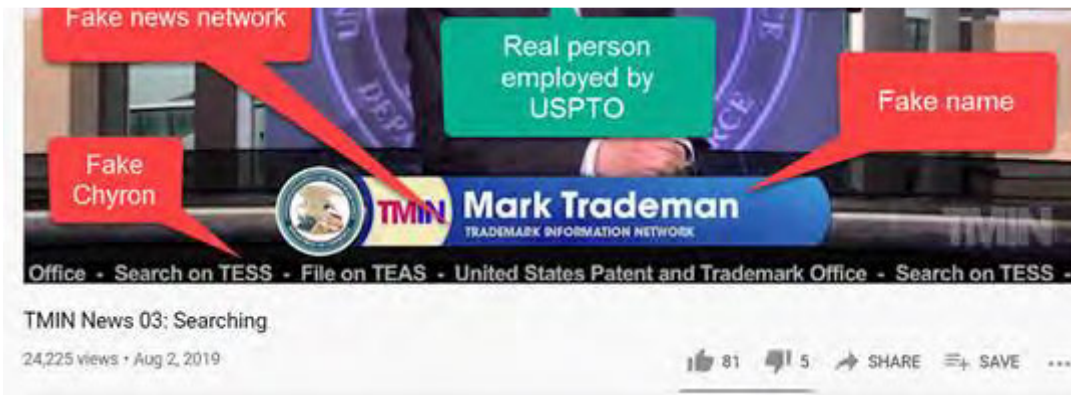 Fake news network
Real person
employed by
USPTO
Fake name
Fake
Chyron
TMIN
Mark Trademan
TRADEMARK INFORMATION NETWORK
TMIN
Office - Search on TESS - File on TEAS - United States Patent and Trademark Office - Search on TESS -
TMIN News 03: Searching
24,225 views • Aug 2, 2019
81 5 SHARE SAVE ...